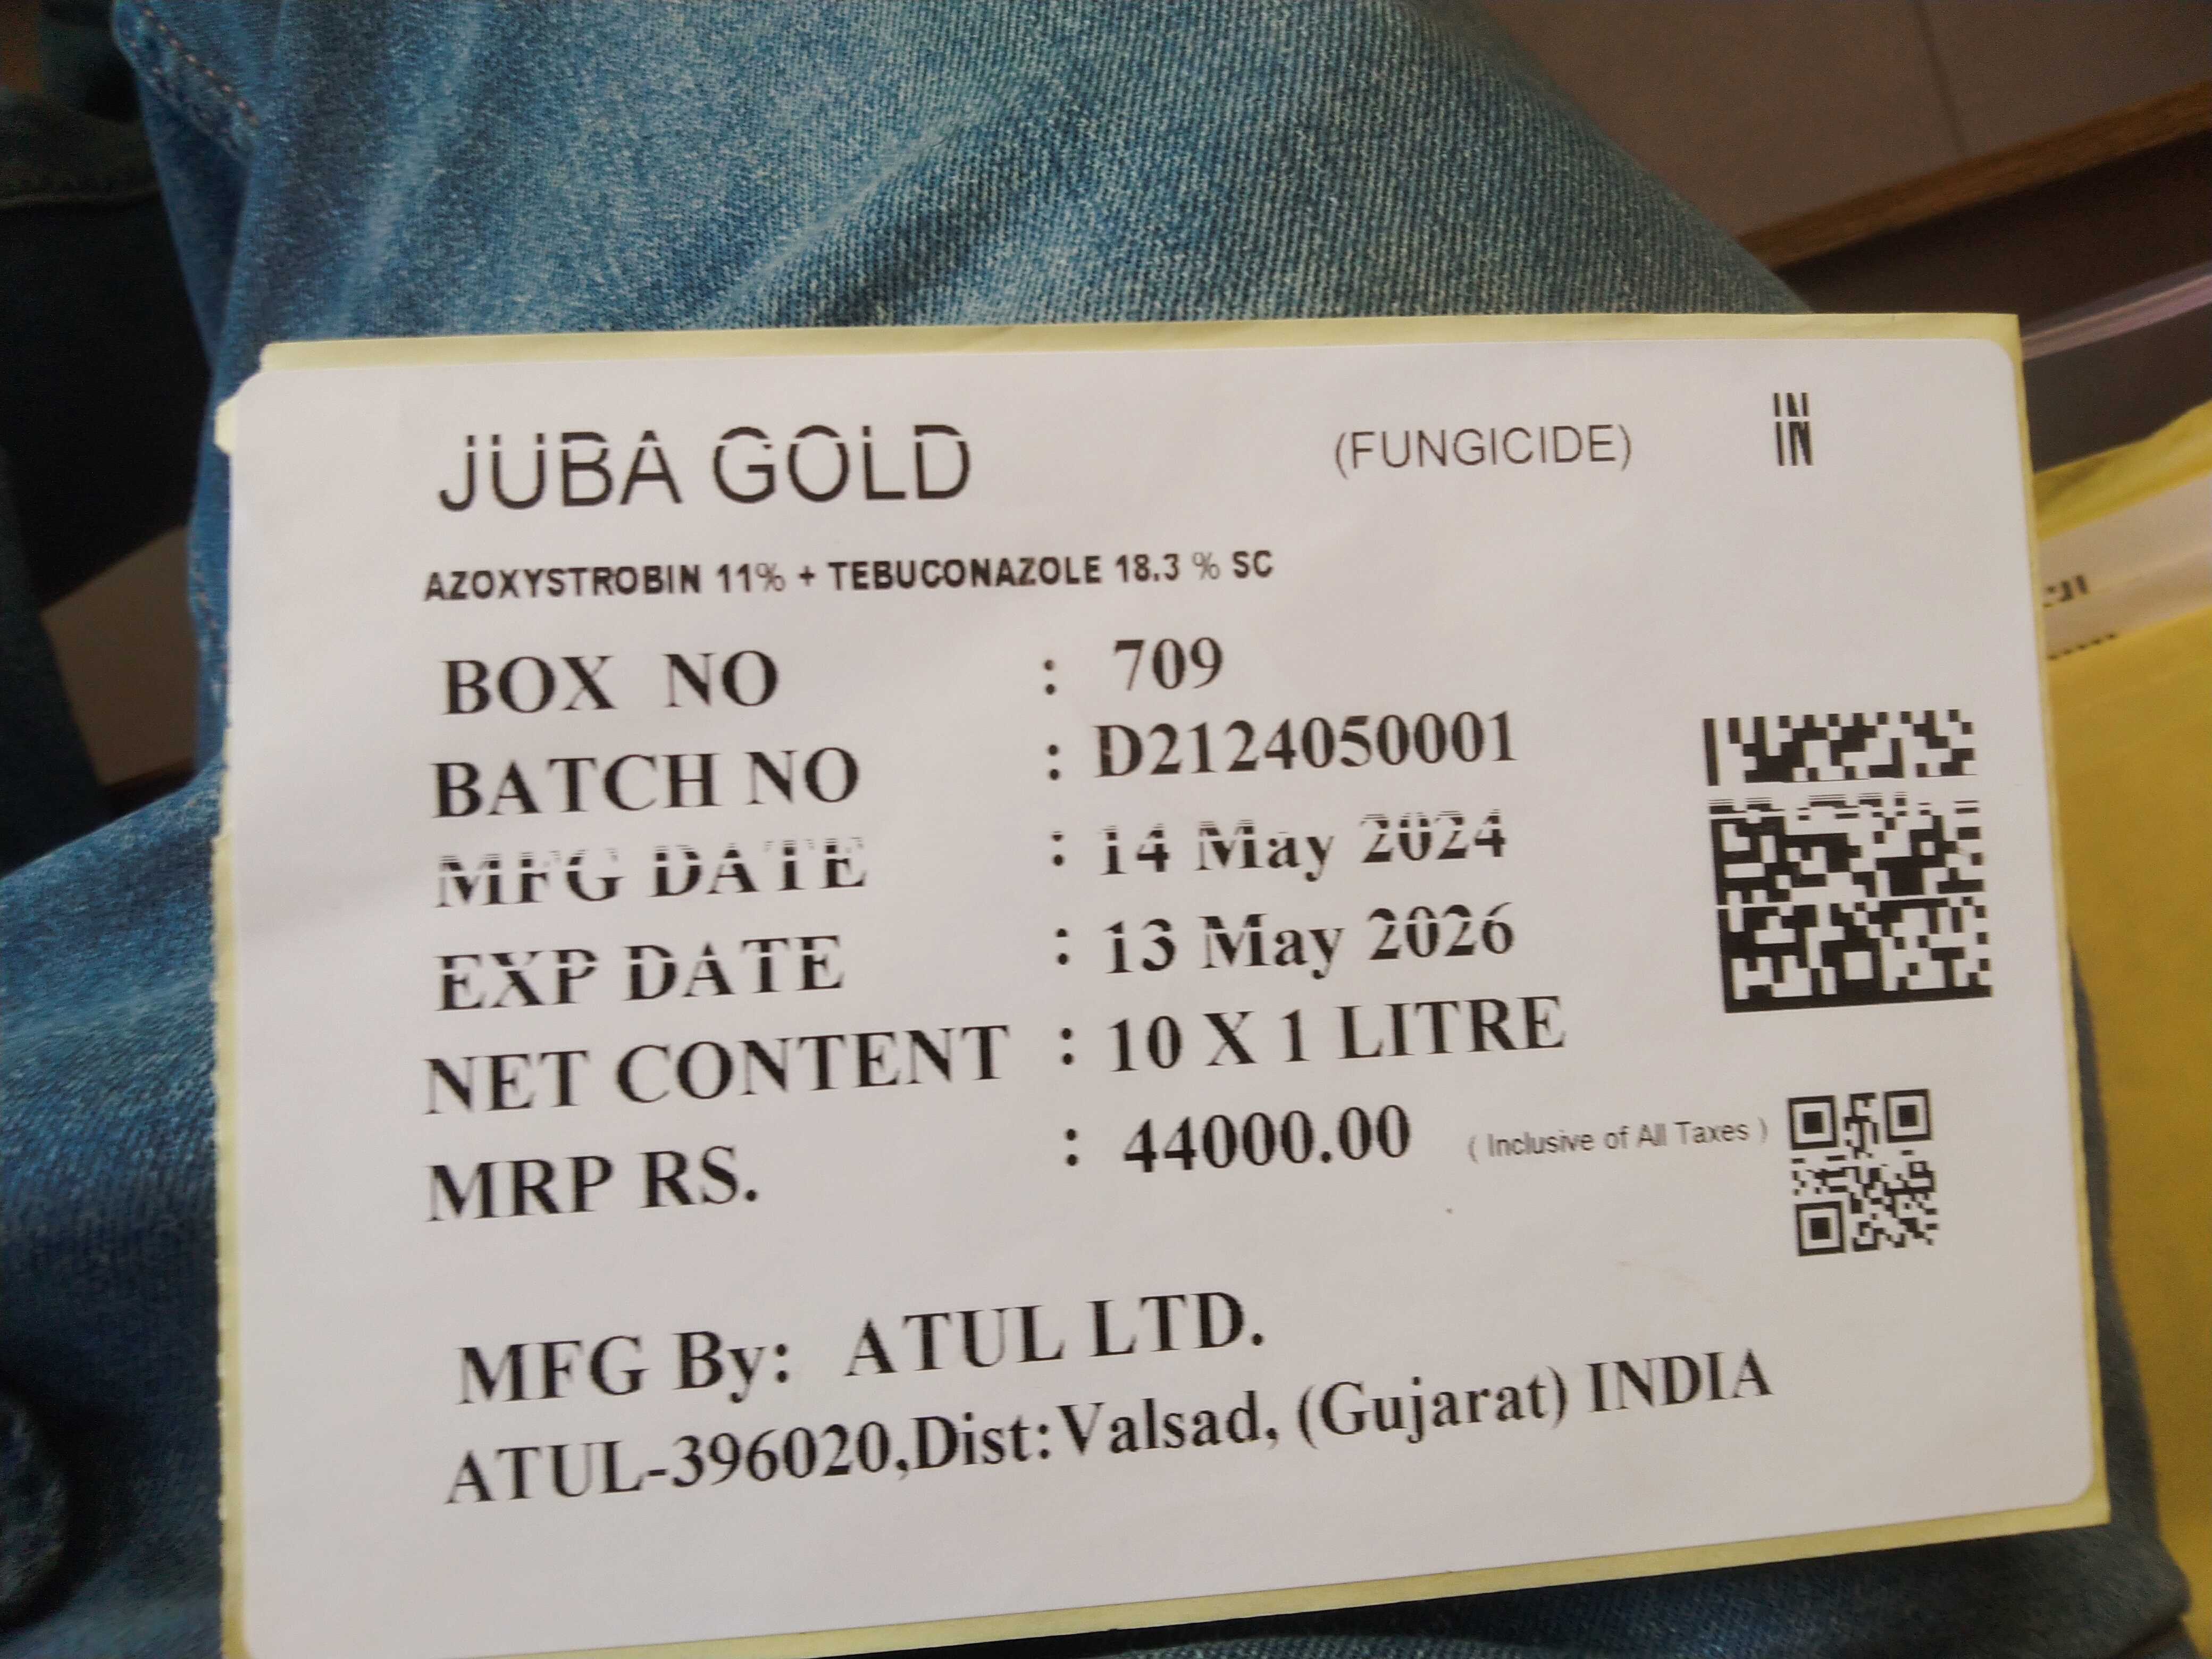 JUBA GOLD (FUNGICIDE) IN
AZOXYSTROBIN 11% + TEBUCONAZOLE 18.3 % SC
BOX NO : 709
BATCH NO : D2124050001
MFG DATE : 14 May 2024
EXP DATE : 13 May 2026
NET CONTENT : 10 X 1 LITRE
MRP RS. : 44000.00 ( Inclusive of All Taxes )
MFG By: ATUL LTD.
ATUL-396020,Dist:Valsad, (Gujarat) INDIA